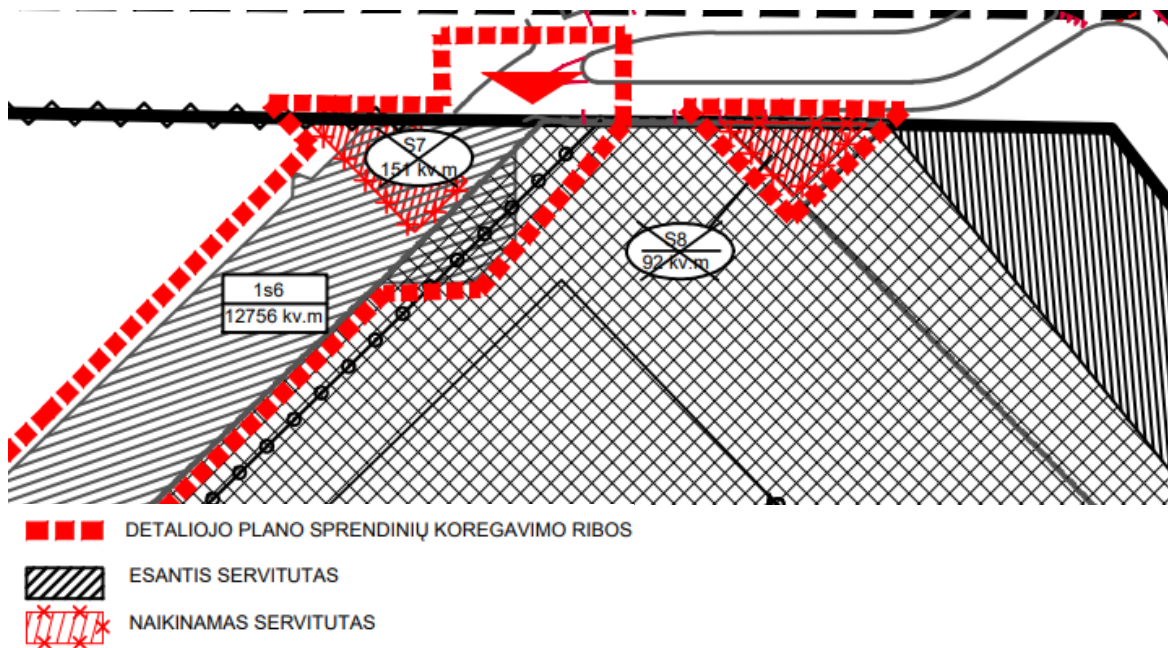 S7
151 kv.m
S8
92 kv.m
1s6
12756 kv.m
DETALIOJO PLANO SPRENDINIŲ KOREGAVIMO RIBOS
ESANTIS SERVITUTAS
NAIKINAMAS SERVITUTAS